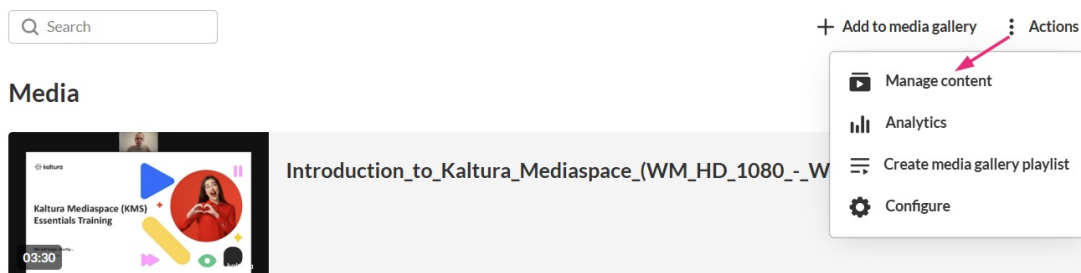 Search
Add to media gallery
Actions
Manage content
Media
Analytics
Create media gallery playlist
Introduction_to_Kaltura_Mediaspace_(WM_HD_1080_-_W
Configure
kaltura
Kaltura Mediaspace (KMS)
Essentials Training
03:30